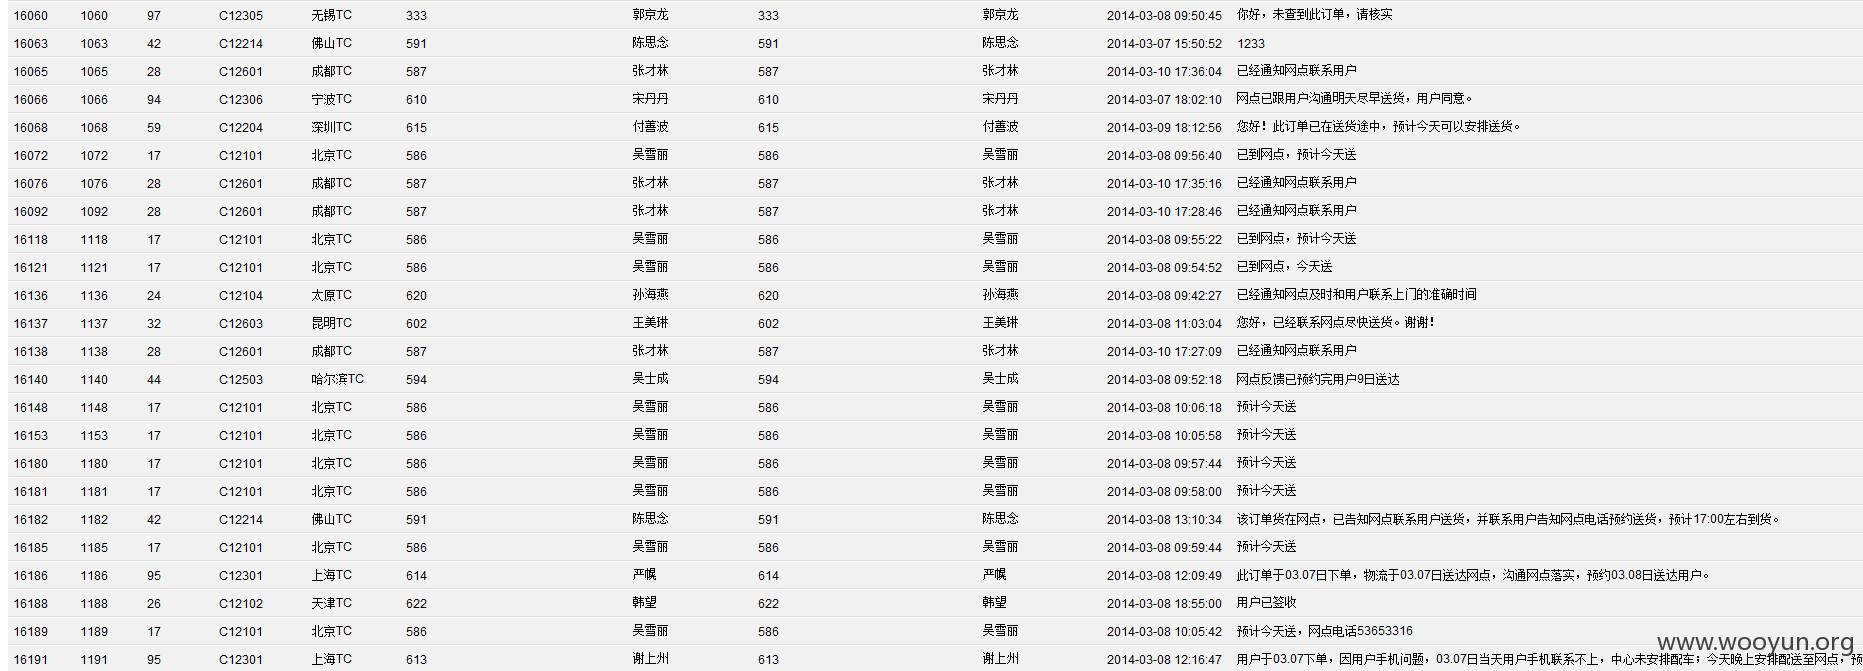 16060 1060 97 C12305 无锡TC 333 郭京龙 333 郭京龙 2014-03-08 09:50:45 你好，未查到此订单，请核实
16063 1063 42 C12214 佛山TC 591 陈思念 591 陈思念 2014-03-07 15:50:52 1233
16065 1065 28 C12601 成都TC 587 张才林 587 张才林 2014-03-10 17:36:04 已经通知网点联系用户
16066 1066 94 C12306 宁波TC 610 宋丹丹 610 宋丹丹 2014-03-07 18:02:10 网点已跟用户沟通明天尽早送货，用户同意。
16068 1068 59 C12204 深圳TC 615 付善波 615 付善波 2014-03-09 18:12:56 您好！此订单已在送货途中，预计今天可以安排送货。
16072 1072 17 C12101 北京TC 586 吴雪丽 586 吴雪丽 2014-03-08 09:56:40 已到网点，预计今天送
16076 1076 28 C12601 成都TC 587 张才林 587 张才林 2014-03-10 17:35:16 已经通知网点联系用户
16092 1092 28 C12601 成都TC 587 张才林 587 张才林 2014-03-10 17:28:46 已经通知网点联系用户
16118 1118 17 C12101 北京TC 586 吴雪丽 586 吴雪丽 2014-03-08 09:55:22 已到网点，预计今天送
16121 1121 17 C12101 北京TC 586 吴雪丽 586 吴雪丽 2014-03-08 09:54:52 已到网点，今天送
16136 1136 24 C12104 太原TC 620 孙海燕 620 孙海燕 2014-03-08 09:42:27 已经通知网点及时和用户联系上门的准确时间
16137 1137 32 C12603 昆明TC 602 王美琳 602 王美琳 2014-03-08 11:03:04 您好，已经联系网点尽快送货。谢谢！
16138 1138 28 C12601 成都TC 587 张才林 587 张才林 2014-03-10 17:27:09 已经通知网点联系用户
16140 1140 44 C12503 哈尔滨TC 594 吴士成 594 吴士成 2014-03-08 09:52:18 网点反馈已预约完用户9日送达
16148 1148 17 C12101 北京TC 586 吴雪丽 586 吴雪丽 2014-03-08 10:06:18 预计今天送
16153 1153 17 C12101 北京TC 586 吴雪丽 586 吴雪丽 2014-03-08 10:05:58 预计今天送
16180 1180 17 C12101 北京TC 586 吴雪丽 586 吴雪丽 2014-03-08 09:57:44 预计今天送
16181 1181 17 C12101 北京TC 586 吴雪丽 586 吴雪丽 2014-03-08 09:58:00 预计今天送
16182 1182 42 C12214 佛山TC 591 陈思念 591 陈思念 2014-03-08 13:10:34 该订单货在网点，已告知网点联系用户送货，并联系用户告知网点电话预约送货，预计17:00左右到货。
16185 1185 17 C12101 北京TC 586 吴雪丽 586 吴雪丽 2014-03-08 09:59:44 预计今天送
16186 1186 95 C12301 上海TC 614 严幌 614 严幌 2014-03-08 12:09:49 此订单于03.07日下单，物流于03.07日送达网点，沟通网点落实，预约03.08日送达用户。
16188 1188 26 C12102 天津TC 622 韩望 622 韩望 2014-03-08 18:55:00 用户已签收
16189 1189 17 C12101 北京TC 586 吴雪丽 586 吴雪丽 2014-03-08 10:05:42 预计今天送，网点电话53653316
16191 1191 95 C12301 上海TC 613 谢上州 613 谢上州 2014-03-08 12:16:47 用户于03.07下单，因用户手机问题，03.07日当天用户手机联系不上，中心未安排配车；今天晚上安排配送至网点，预
www.wooyun.org